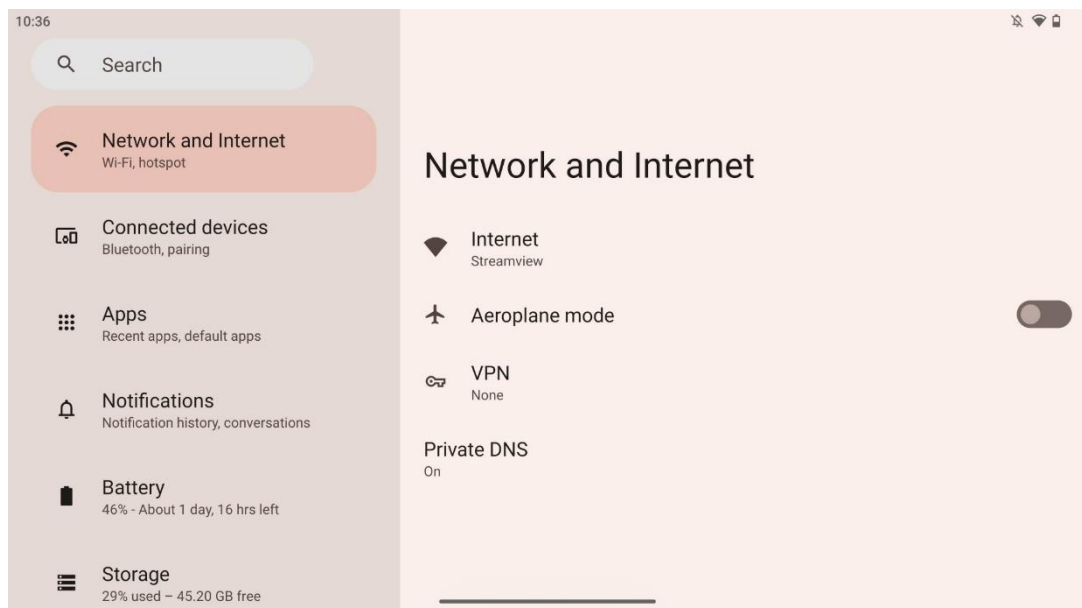 10:36
Search
Network and Internet
Wi-Fi, hotspot
Connected devices
Bluetooth, pairing
Apps
Recent apps, default apps
Notifications
Notification history, conversations
Battery
46% - About 1 day, 16 hrs left
Storage
29% used – 45.20 GB free
Network and Internet
Internet
Streamview
Aeroplane mode
VPN
None
Private DNS
On